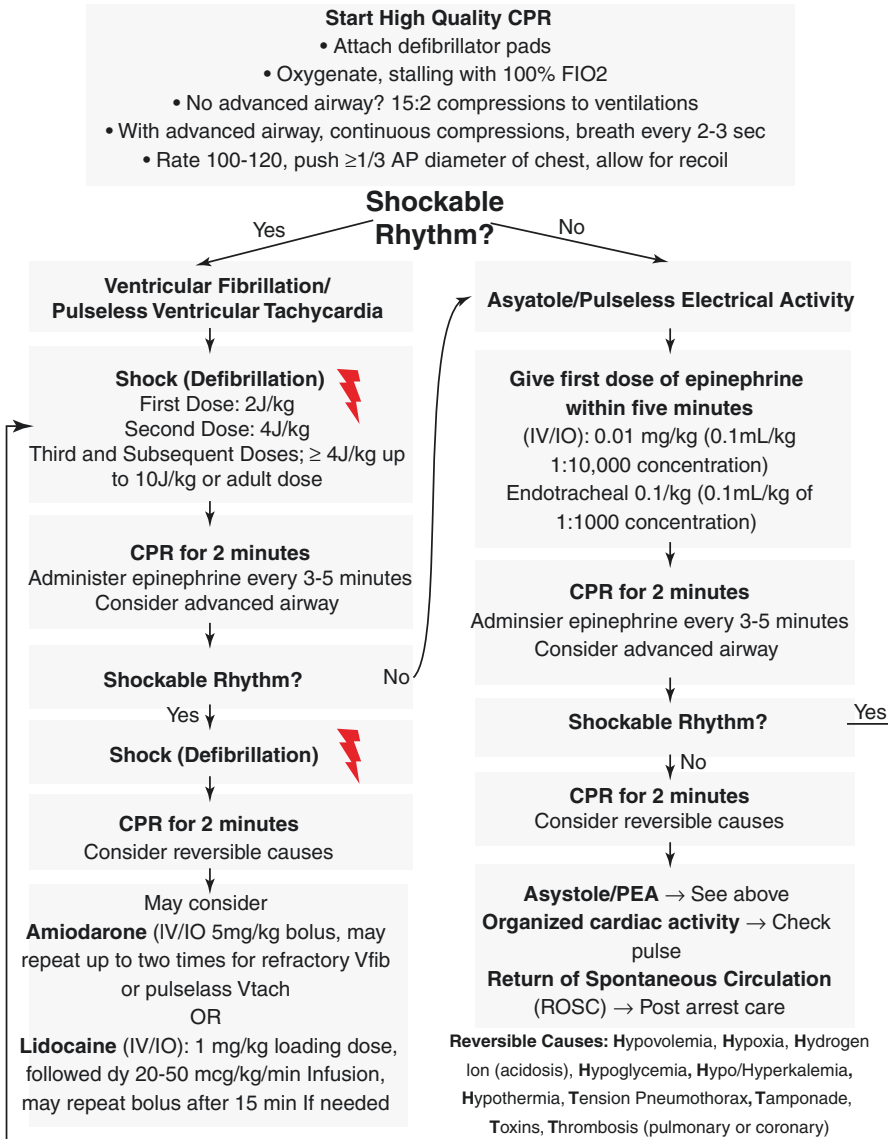 Start High Quality CPR
• Attach defibrillator pads
• Oxygenate, stalling with 100% FIO2
• No advanced airway? 15:2 compressions to ventilations
• With advanced airway, continuous compressions, breath every 2-3 sec
• Rate 100-120, push ≥1/3 AP diameter of chest, allow for recoil
Shockable
Rhythm?
Yes
No
Ventricular Fibrillation/
Pulseless Ventricular Tachycardia
Shock (Defibrillation)
First Dose: 2J/kg
Second Dose: 4J/kg
Third and Subsequent Doses; ≥ 4J/kg up
to 10J/kg or adult dose
CPR for 2 minutes
Administer epinephrine every 3-5 minutes
Consider advanced airway
Shockable Rhythm?
No
Yes
Shock (Defibrillation)
CPR for 2 minutes
Consider reversible causes
May consider
Amiodarone (IV/IO 5mg/kg bolus, may
repeat up to two times for refractory Vfib
or pulselass Vtach
OR
Lidocaine (IV/IO): 1 mg/kg loading dose,
followed dy 20-50 mcg/kg/min Infusion,
may repeat bolus after 15 min If needed
Asyatole/Pulseless Electrical Activity
Give first dose of epinephrine
within five minutes
(IV/IO): 0.01 mg/kg (0.1mL/kg
1:10,000 concentration)
Endotracheal 0.1/kg (0.1mL/kg of
1:1000 concentration)
CPR for 2 minutes
Adminsier epinephrine every 3-5 minutes
Consider advanced airway
Shockable Rhythm?
Yes
No
CPR for 2 minutes
Consider reversible causes
Asystole/PEA → See above
Organized cardiac activity → Check
pulse
Return of Spontaneous Circulation
(ROSC) → Post arrest care
Reversible Causes: Hypovolemia, Hypoxia, Hydrogen
Ion (acidosis), Hypoglycemia, Hypo/Hyperkalemia,
Hypothermia, Tension Pneumothorax, Tamponade,
Toxins, Thrombosis (pulmonary or coronary)